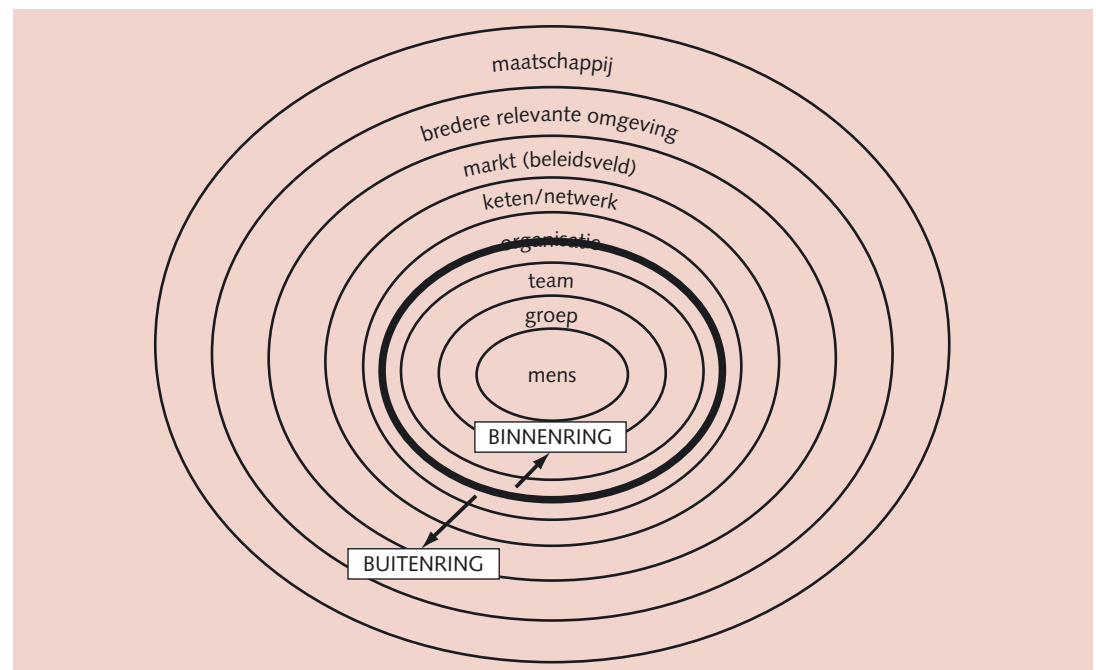 maatschappij
bredere relevante omgeving
markt (beleidsveld)
keten/netwerk
organisatie
team
groep
mens
BINNENRING
BUITENRING